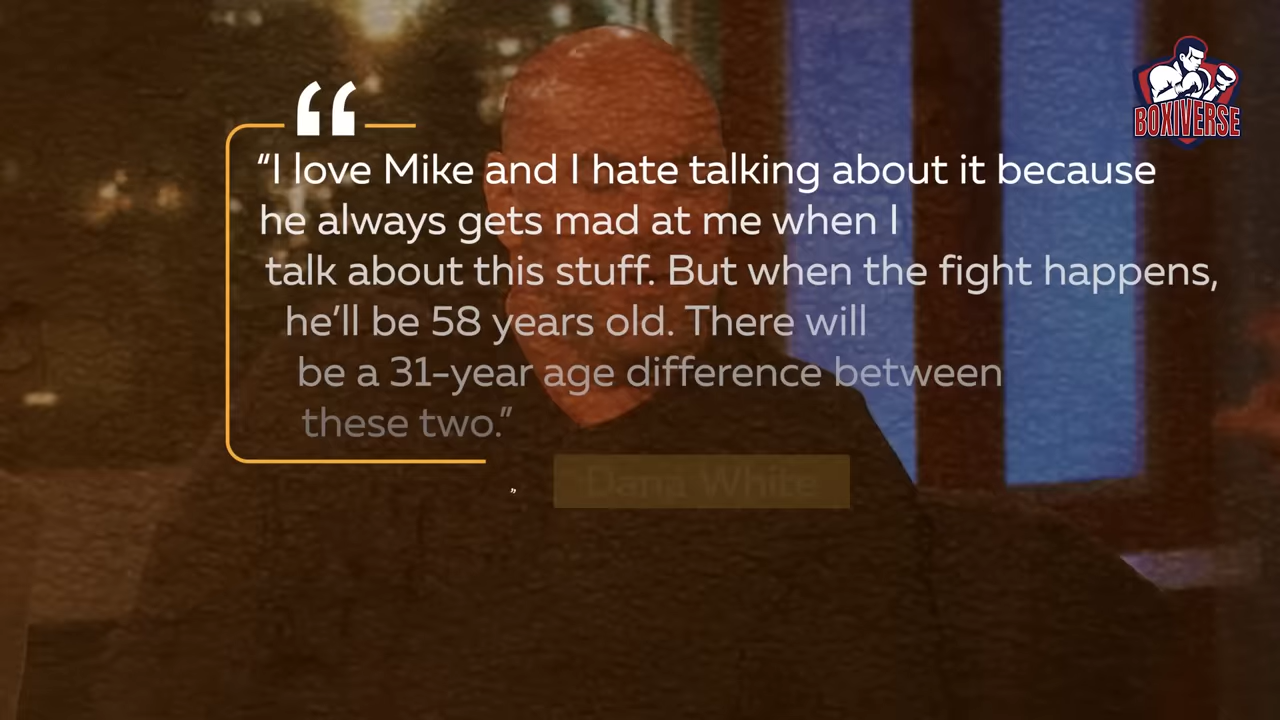 BOXIVERSE
“I love Mike and I hate talking about it because
he always gets mad at me when I
talk about this stuff. But when the fight happens,
he’ll be 58 years old. There will
be a 31-year age difference between
these two.”
Dana White